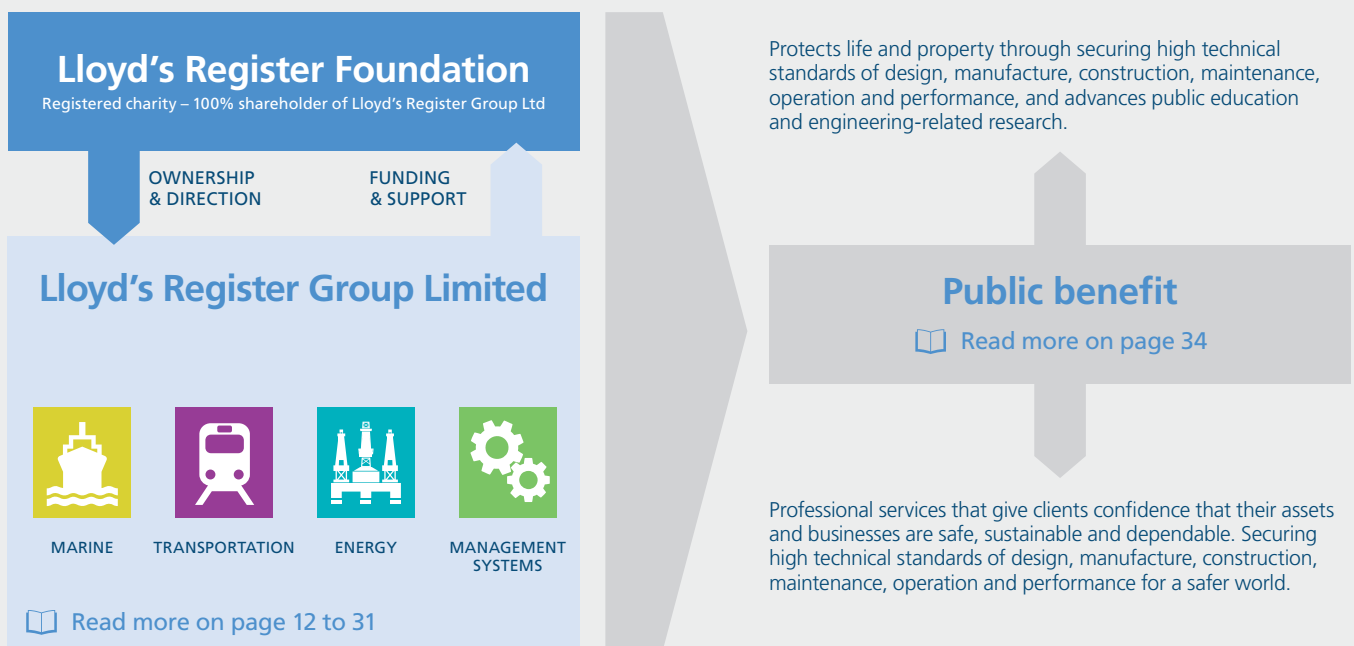 Lloyd’s Register Foundation
Registered charity – 100% shareholder of Lloyd’s Register Group Ltd
OWNERSHIP
& DIRECTION
FUNDING
& SUPPORT
Lloyd’s Register Group Limited
MARINE
TRANSPORTATION
ENERGY
MANAGEMENT
SYSTEMS
Read more on page 12 to 31
Protects life and property through securing high technical
standards of design, manufacture, construction, maintenance,
operation and performance, and advances public education
and engineering-related research.
Public benefit
Read more on page 34
Professional services that give clients confidence that their assets
and businesses are safe, sustainable and dependable. Securing
high technical standards of design, manufacture, construction,
maintenance, operation and performance for a safer world.